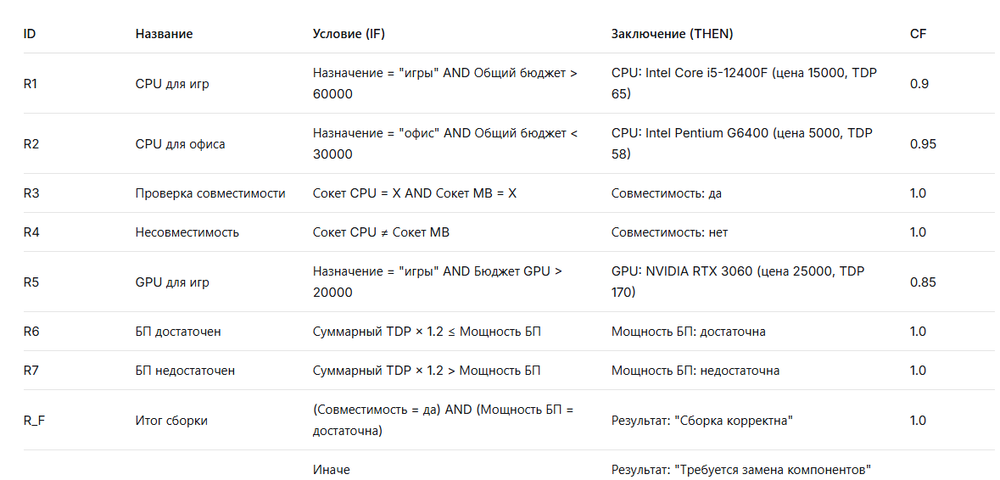 ID Название Условие (IF) Заключение (THEN) CF
R1 CPU для игр Назначение = "игры" AND Общий бюджет > 60000 CPU: Intel Core i5-12400F (цена 15000, TDP 65) 0.9
R2 CPU для офиса Назначение = "офис" AND Общий бюджет < 30000 CPU: Intel Pentium G6400 (цена 5000, TDP 58) 0.95
R3 Проверка совместимости Сокет CPU = X AND Сокет MB = X Совместимость: да 1.0
R4 Несовместимость Сокет CPU ≠ Сокет MB Совместимость: нет 1.0
R5 GPU для игр Назначение = "игры" AND Бюджет GPU > 20000 GPU: NVIDIA RTX 3060 (цена 25000, TDP 170) 0.85
R6 БП достаточен Суммарный TDP × 1.2 ≤ Мощность БП Мощность БП: достаточна 1.0
R7 БП недостаточен Суммарный TDP × 1.2 > Мощность БП Мощность БП: недостаточна 1.0
R_F Итог сборки (Совместимость = да) AND (Мощность БП = достаточна) Результат: "Сборка корректна" 1.0
Иначе Результат: "Требуется замена компонентов"